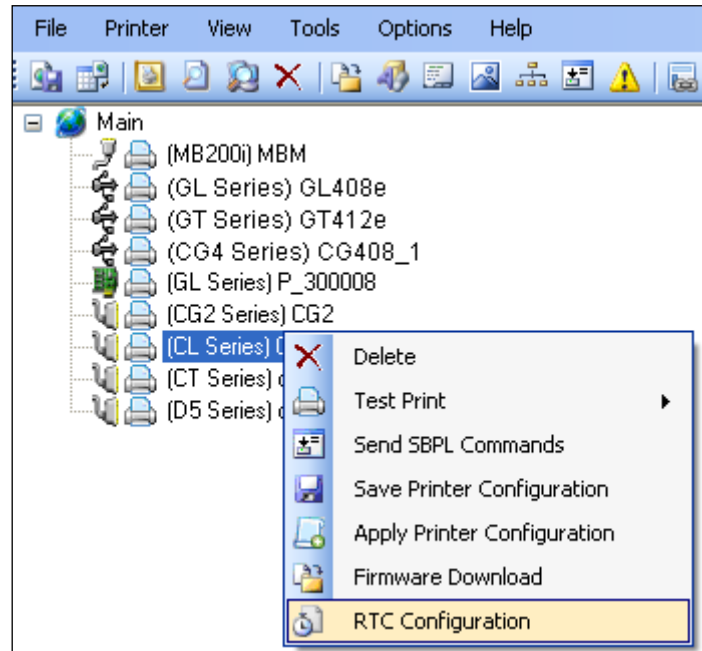 File Printer View Tools Options Help
Main
(MB200i) MBM
(GL Series) GL408e
(GT Series) GT412e
(CG4 Series) CG408_1
(GL Series) P_300008
(CG2 Series) CG2
(CL Series)
(CT Series)
(D5 Series)
Delete
Test Print
Send SBPL Commands
Save Printer Configuration
Apply Printer Configuration
Firmware Download
RTC Configuration